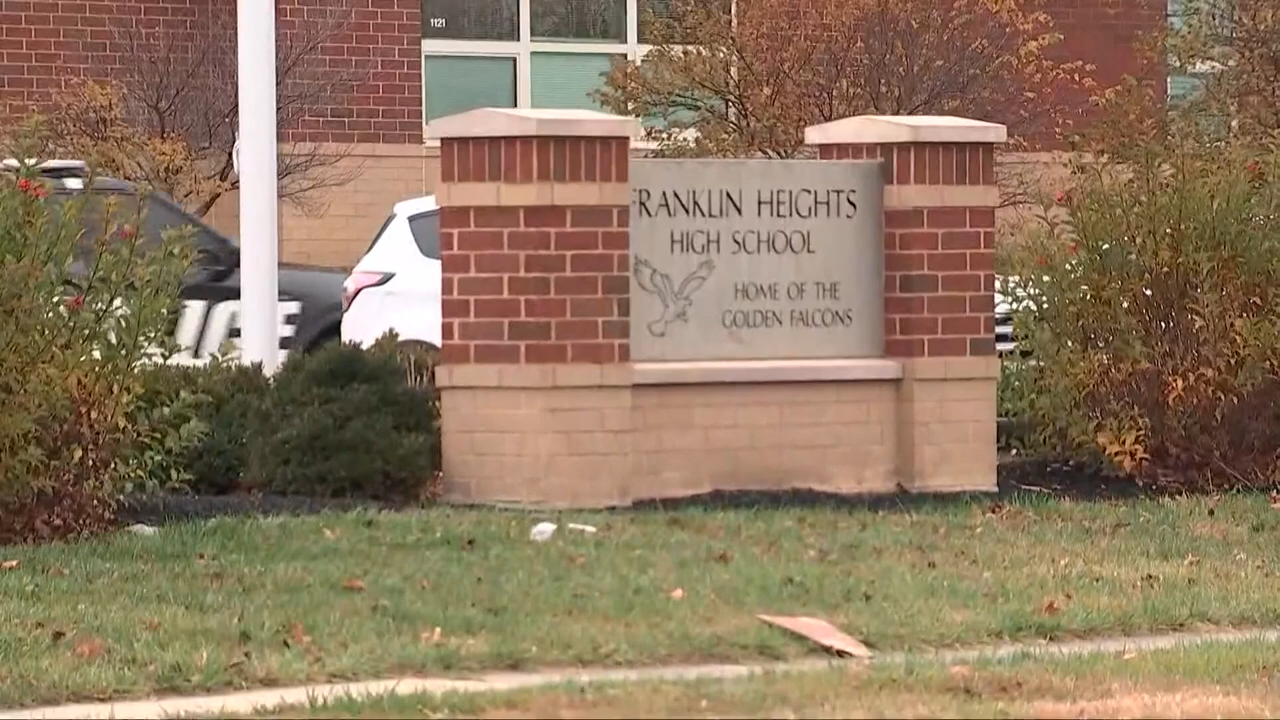 1121
FRANKLIN HEIGHTS
HIGH SCHOOL
HOME OF THE
GOLDEN FALCONS